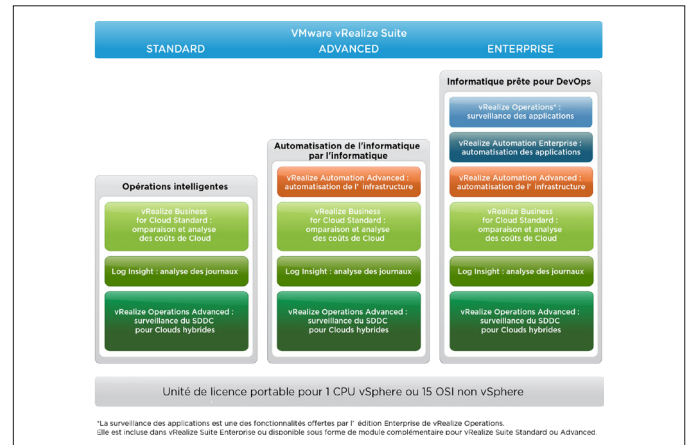 VMware vRealize Suite
STANDARD ADVANCED ENTERPRISE
Opérations intelligentes
vRealize Business
for Cloud Standard :
omparaison et analyse
des coûts de Cloud
Log Insight : analyse des journaux
vRealize Operations Advanced :
surveillance du SDDC
pour Clouds hybrides
Automatisation de l'informatique
par l'informatique
vRealize Automation Advanced :
automatisation de l' infrastructure
vRealize Business
for Cloud Standard :
omparaison et analyse
des coûts de Cloud
Log Insight : analyse des journaux
vRealize Operations Advanced :
surveillance du SDDC
pour Clouds hybrides
Informatique prête pour DevOps
vRealize Operations* :
surveillance des applications
vRealize Automation Enterprise :
automatisation des applications
vRealize Automation Advanced :
automatisation de l' infrastructure
vRealize Business
for Cloud Standard :
omparaison et analyse
des coûts de Cloud
Log Insight : analyse des journaux
vRealize Operations Advanced :
surveillance du SDDC
pour Clouds hybrides
Unité de licence portable pour 1 CPU vSphere ou 15 OSI non vSphere
*La surveillance des applications est une des fonctionnalités offertes par l' édition Enterprise de vRealize Operations.
Elle est incluse dans vRealize Suite Enterprise ou disponible sous forme de module complémentaire pour vRealize Suite Standard ou Advanced.